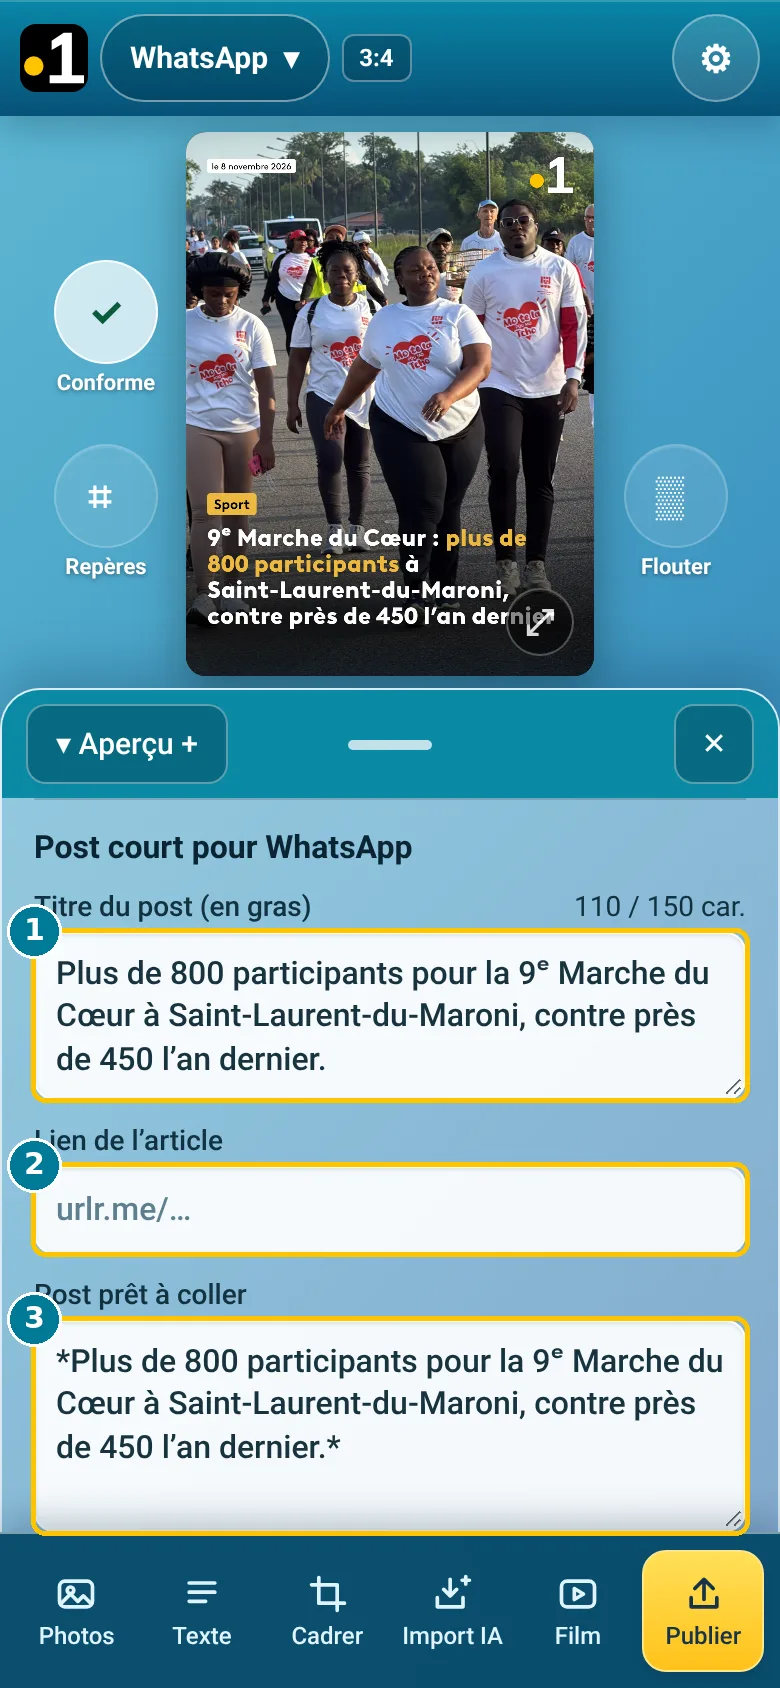 1
WhatsApp ▼
3:4
le 8 novembre 2026
1
Conforme
Repères
Flouter
Mo te la
Tcho
Sport
9ᵉ Marche du Cœur : plus de
800 participants à
Saint-Laurent-du-Maroni,
contre près de 450 l’an dernier
▾ Aperçu +
✕
Post court pour WhatsApp
Titre du post (en gras)
110 / 150 car.
1
Plus de 800 participants pour la 9ᵉ Marche du
Cœur à Saint-Laurent-du-Maroni, contre près
de 450 l’an dernier.
Lien de l’article
2
urlr.me/…
Post prêt à coller
3
*Plus de 800 participants pour la 9ᵉ Marche du
Cœur à Saint-Laurent-du-Maroni, contre près
de 450 l’an dernier.*
Photos
Texte
Cadrer
Import IA
Film
Publier